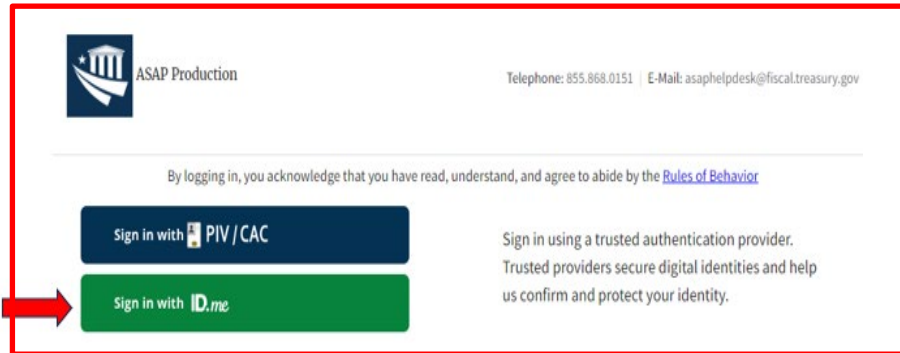 ASAP Production
Telephone: 855.868.0151 | E-Mail: asaphelpdesk@fiscal.treasury.gov
By logging in, you acknowledge that you have read, understand, and agree to abide by the Rules of Behavior
Sign in with PIV / CAC
Sign in using a trusted authentication provider.
Trusted providers secure digital identities and help
us confirm and protect your identity.
Sign in with ID.me